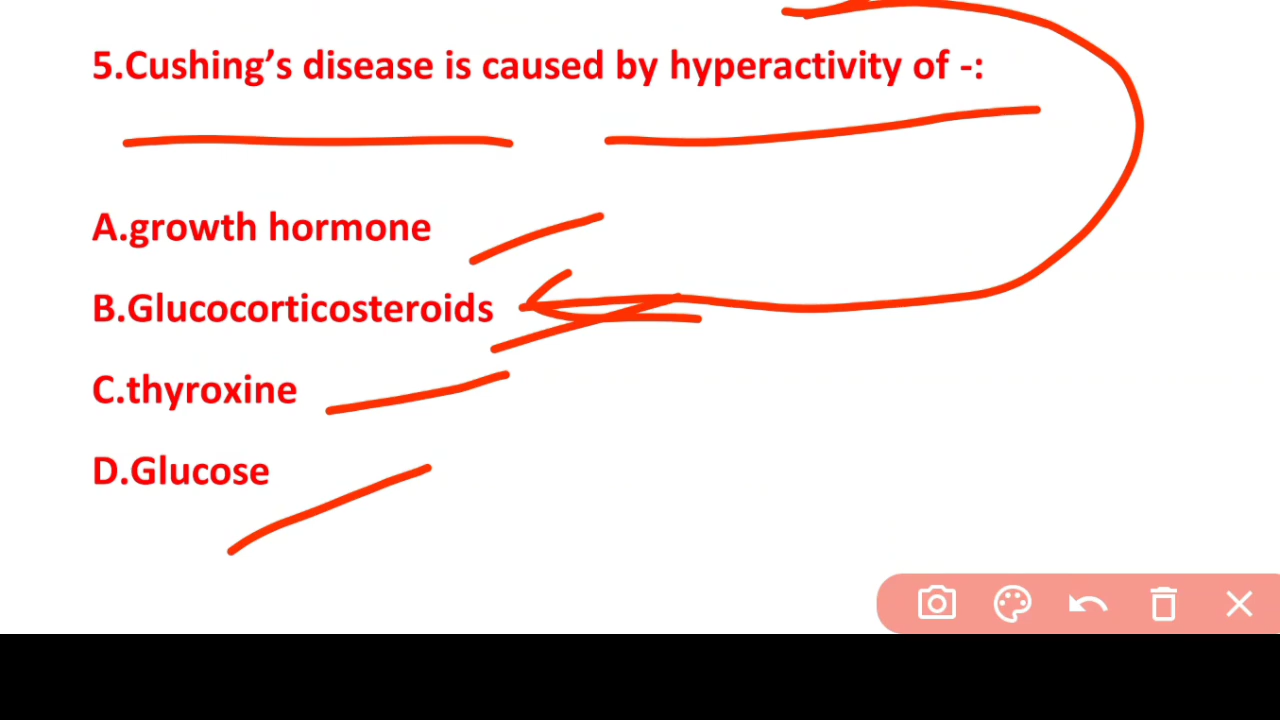 5.Cushing’s disease is caused by hyperactivity of -:
A.growth hormone
B.Glucocorticosteroids
C.thyroxine
D.Glucose